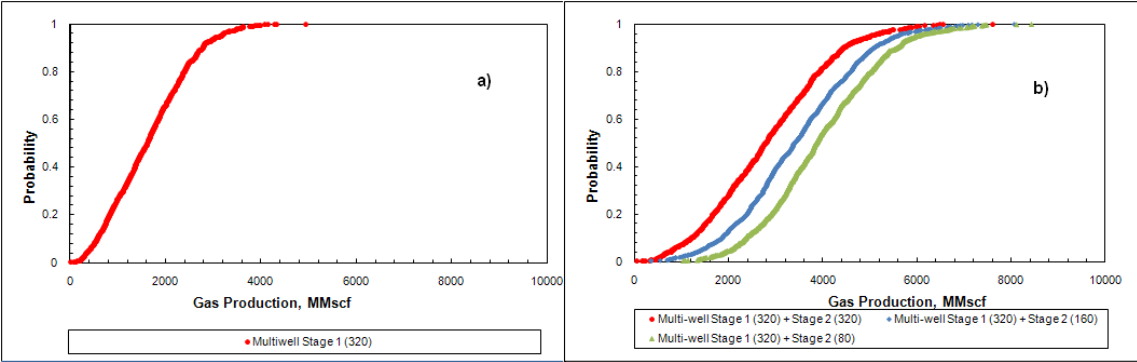 1
0.8
0.6
0.4
0.2
0
Probability
a)
0 2000 4000 6000 8000 10000
Gas Production, MMscf
Multiwell Stage 1 (320)
1
0.8
0.6
0.4
0.2
0
Probability
b)
0 2000 4000 6000 8000 10000
Gas Production, MMscf
Multi-well Stage 1 (320) + Stage 2 (320) Multi-well Stage 1 (320) + Stage 2 (160)
Multi-well Stage 1 (320) + Stage 2 (80)